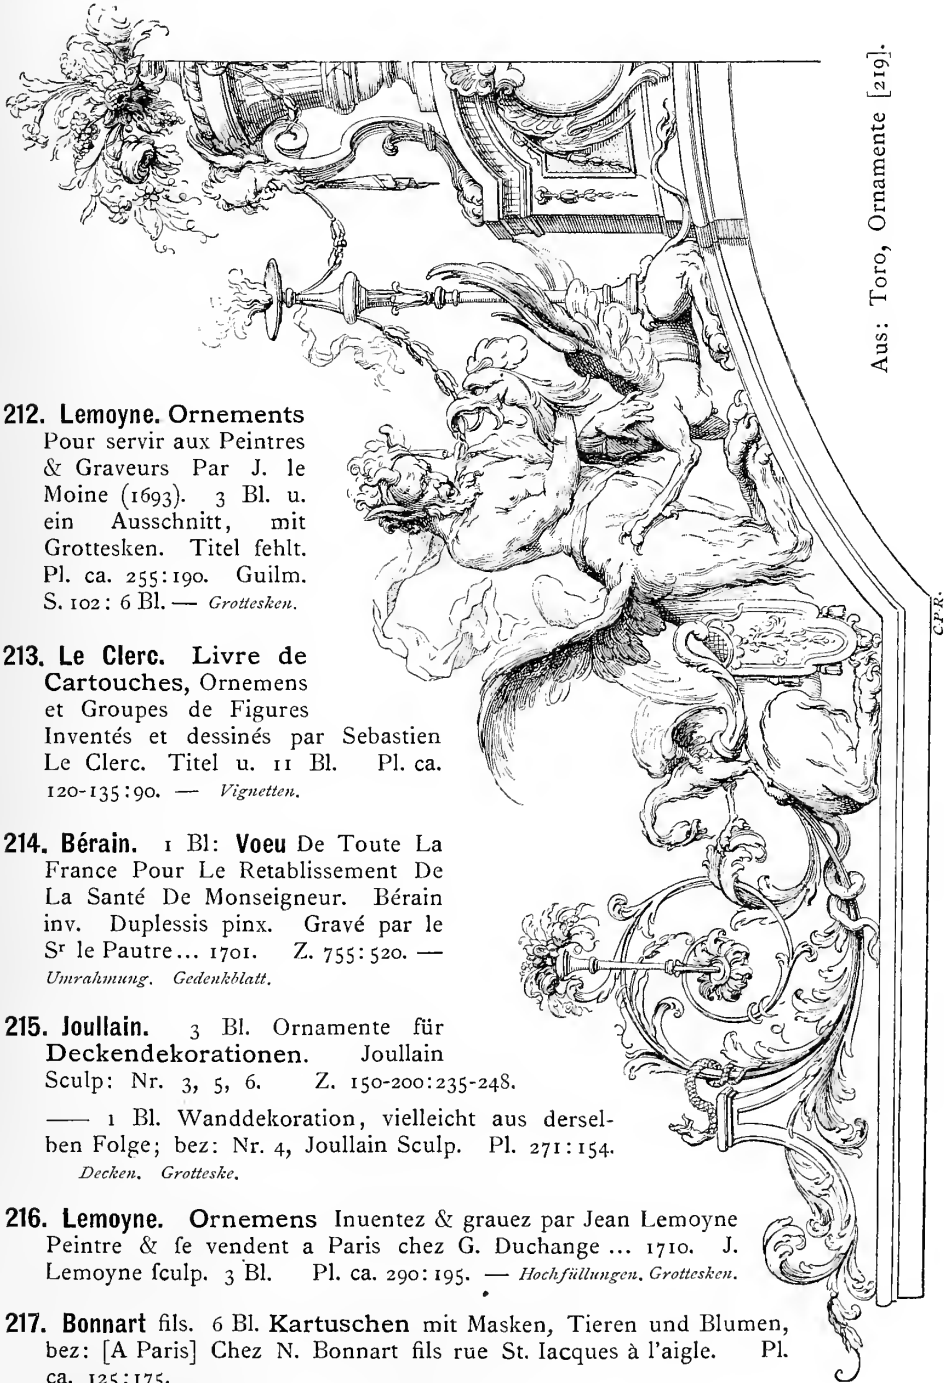 Aus: Toro, Ornamente [219].
212. Lemoyne. Ornements
Pour servir aux Peintres
& Graveurs Par J. le
Moine (1693). 3 Bl. u.
ein Ausschnitt, mit
Grottesken. Titel fehlt.
Pl. ca. 255:190. Guilm.
S. 102: 6 Bl. — Grottesken.
C.P.R.
213. Le Clerc. Livre de
Cartouches, Ornemens
et Groupes de Figures
Inventés et dessinés par Sebastien
Le Clerc. Titel u. 11 Bl. Pl. ca.
120-135:90. — Vignetten.
214. Bérain. 1 Bl: Voeu De Toute La
France Pour Le Retablissement De
La Santé De Monseigneur. Bérain
inv. Duplessis pinx. Gravé par le
Sr le Pautre... 1701. Z. 755:520. —
Umrahmung. Gedenkblatt.
215. Joullain. 3 Bl. Ornamente für
Deckendekorationen. Joullain
Sculp: Nr. 3, 5, 6. Z. 150-200:235-248.
—— 1 Bl. Wanddekoration, vielleicht aus dersel-
ben Folge; bez: Nr. 4, Joullain Sculp. Pl. 271:154.
Decken. Grotteske.
216. Lemoyne. Ornemens Inuentez & grauez par Jean Lemoyne
Peintre & ſe vendent a Paris chez G. Duchange ... 1710. J.
Lemoyne ſculp. 3 Bl. Pl. ca. 290:195. — Hochfüllungen. Grottesken.
217. Bonnart fils. 6 Bl. Kartuschen mit Masken, Tieren und Blumen,
bez: [A Paris] Chez N. Bonnart fils rue St. Iacques à l'aigle. Pl.
ca. 125:175.